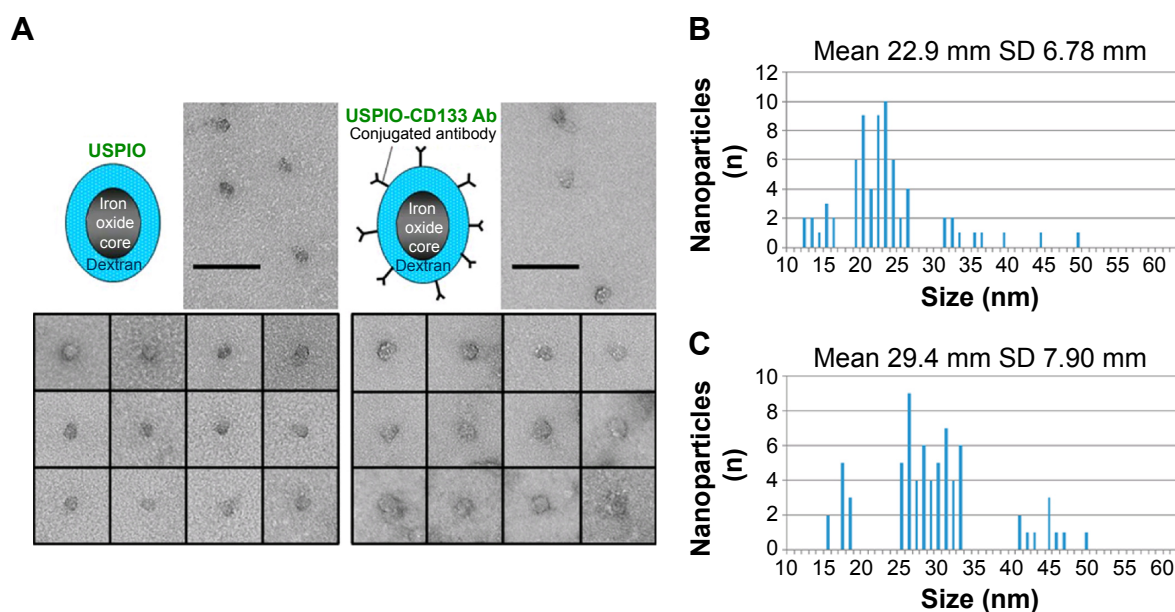 A
USPIO
Iron
oxide
core
Dextran
USPIO-CD133 Ab
Conjugated antibody
Iron
oxide
core
Dextran
B
Mean 22.9 mm SD 6.78 mm
Nanoparticles
(n)
12
10
8
6
4
2
0
10 15 20 25 30 35 40 45 50 55 60
Size (nm)
C
Mean 29.4 mm SD 7.90 mm
Nanoparticles
(n)
10
8
6
4
2
0
10 15 20 25 30 35 40 45 50 55 60
Size (nm)